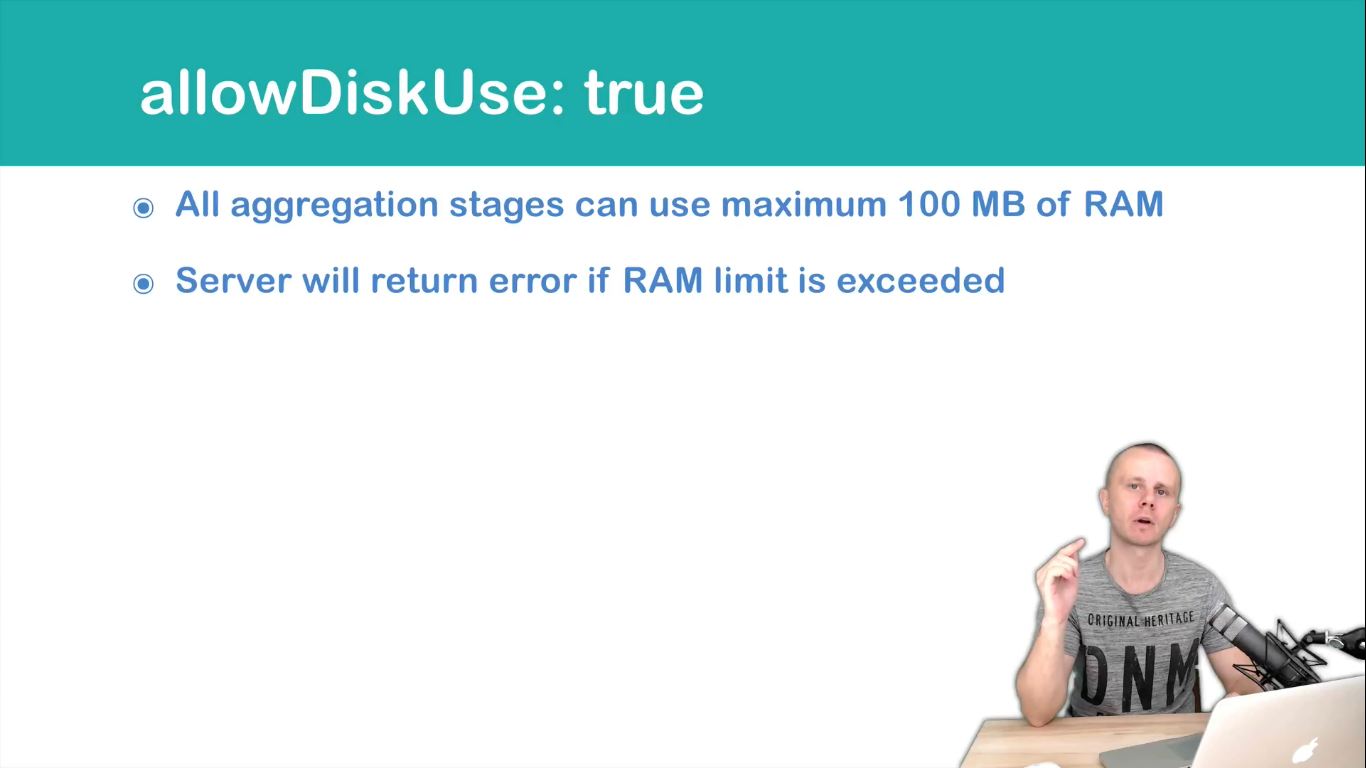 allowDiskUse: true
All aggregation stages can use maximum 100 MB of RAM
Server will return error if RAM limit is exceeded
ORIGINAL HERITAGE
DNM